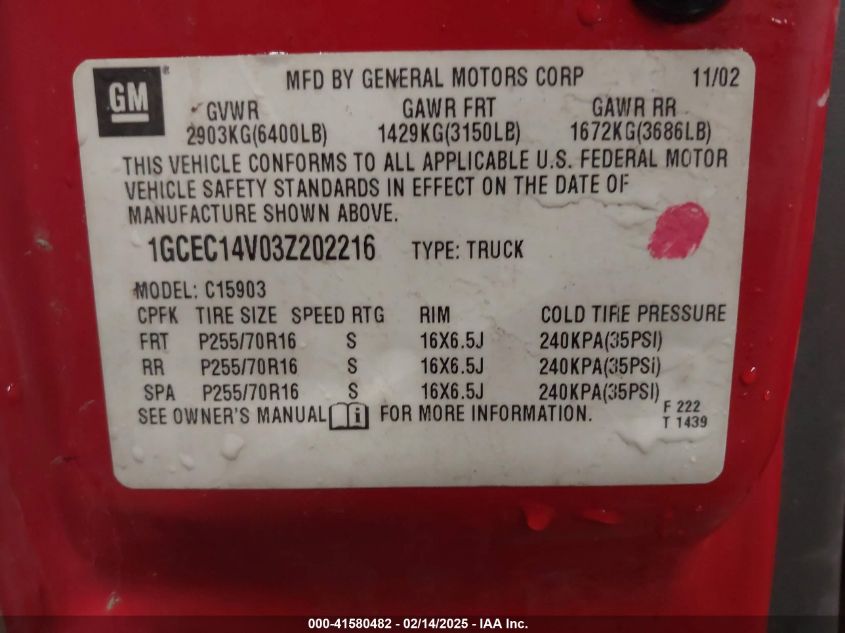 GM ® MFD BY GENERAL MOTORS CORP 11/02
GVWR GAWR FRT GAWR RR
2903KG(6400LB) 1429KG(3150LB) 1672KG(3686LB)
THIS VEHICLE CONFORMS TO ALL APPLICABLE U.S. FEDERAL MOTOR
VEHICLE SAFETY STANDARDS IN EFFECT ON THE DATE OF
MANUFACTURE SHOWN ABOVE.
1GCEC14V03Z202216 TYPE: TRUCK
MODEL: C15903
CPFK TIRE SIZE SPEED RTG RIM COLD TIRE PRESSURE
FRT P255/70R16 S 16X6.5J 240KPA(35PSI)
RR P255/70R16 S 16X6.5J 240KPA(35PSI)
SPA P255/70R16 S 16X6.5J 240KPA(35PSI)
SEE OWNER'S MANUAL i FOR MORE INFORMATION.
F 222
T 1439
000-41580482 - 02/14/2025 - IAA Inc.